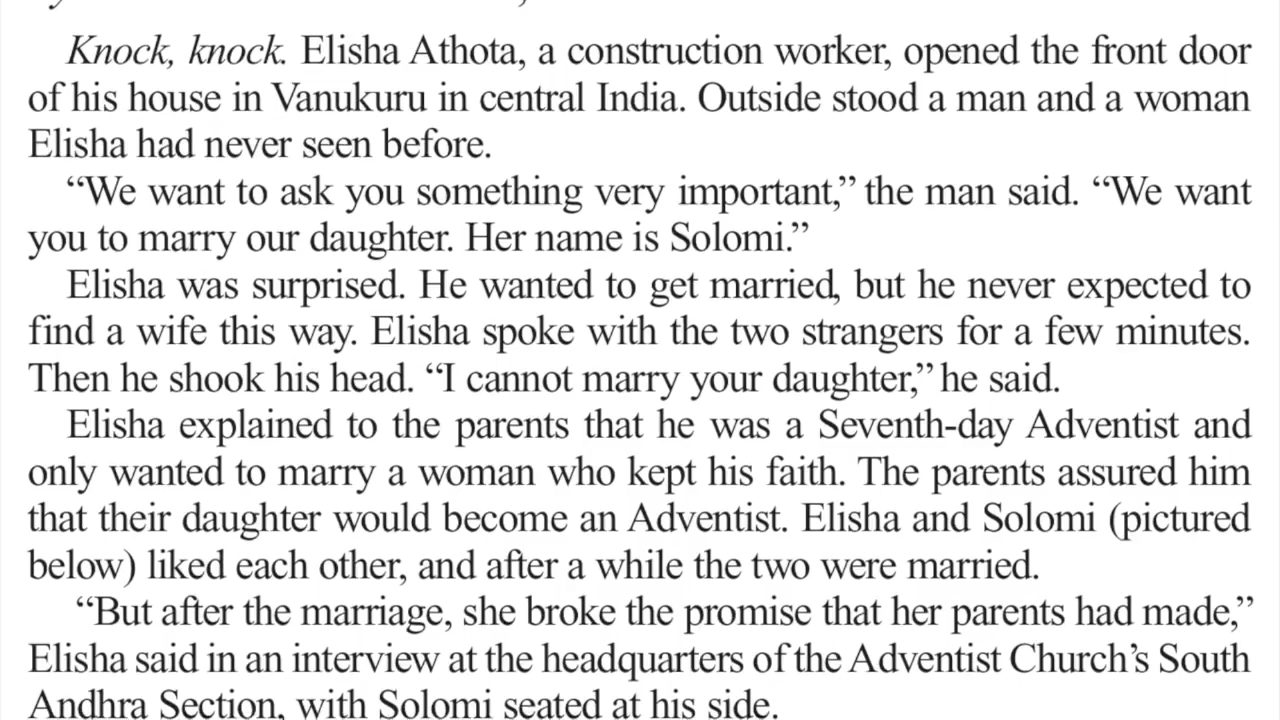 Knock, knock. Elisha Athota, a construction worker, opened the front door
of his house in Vanukuru in central India. Outside stood a man and a woman
Elisha had never seen before.
“We want to ask you something very important,” the man said. “We want
you to marry our daughter. Her name is Solomi.”
Elisha was surprised. He wanted to get married, but he never expected to
find a wife this way. Elisha spoke with the two strangers for a few minutes.
Then he shook his head. “I cannot marry your daughter,” he said.
Elisha explained to the parents that he was a Seventh-day Adventist and
only wanted to marry a woman who kept his faith. The parents assured him
that their daughter would become an Adventist. Elisha and Solomi (pictured
below) liked each other, and after a while the two were married.
“But after the marriage, she broke the promise that her parents had made,”
Elisha said in an interview at the headquarters of the Adventist Church’s South
Andhra Section, with Solomi seated at his side.